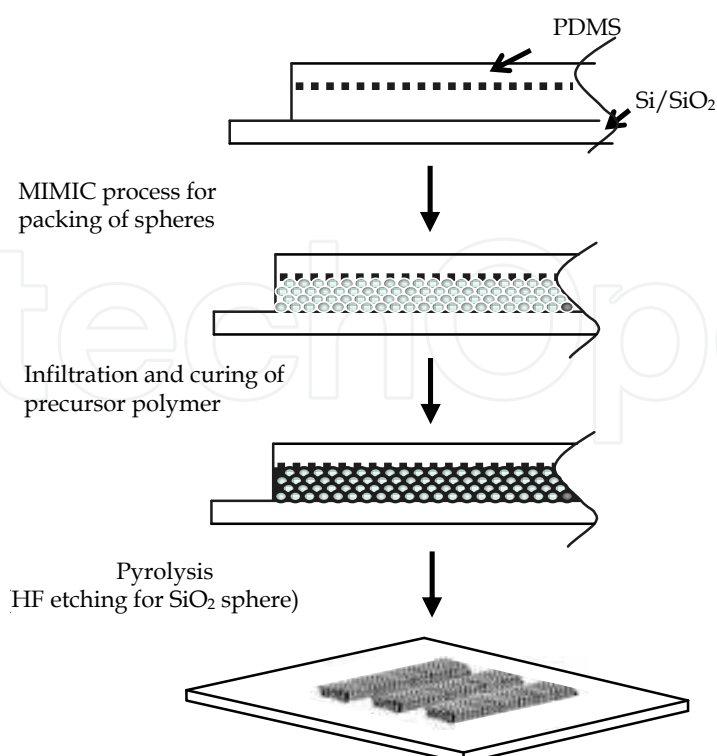 PDMS
Si/SiO₂
MIMIC process for
packing of spheres
Infiltration and curing of
precursor polymer
Pyrolysis
(HF etching for SiO₂ sphere)
techOp